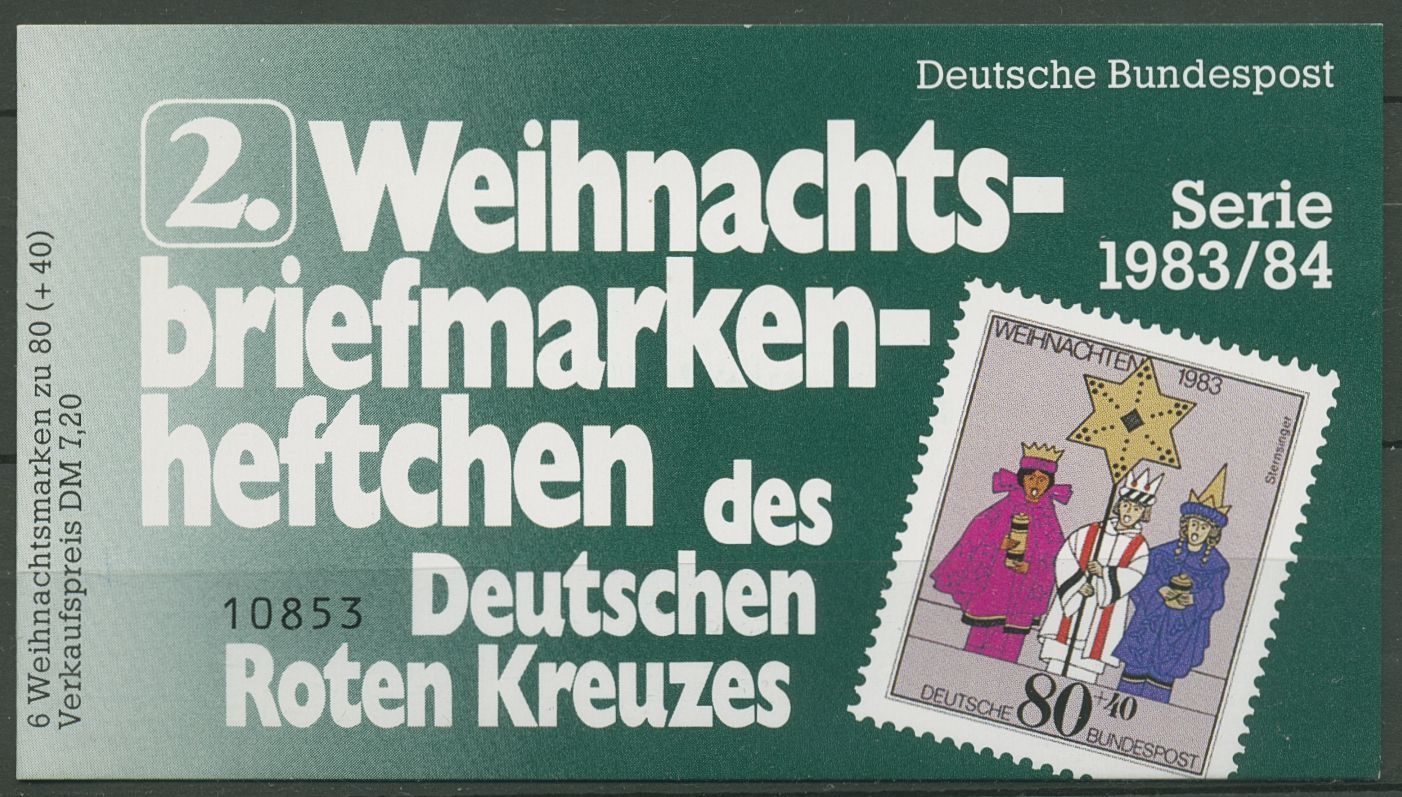 Deutsche Bundespost
2. Weihnachts-
briefmarken-
heftchen des
Deutschen
Roten Kreuzes
Serie
1983/84
10853
6 Weihnachtsmarken zu 80 (+ 40)
Verkaufspreis DM 7,20
WEIHNACHTEN 1983
Sternsinger
DEUTSCHE 80 +40
BUNDESPOST